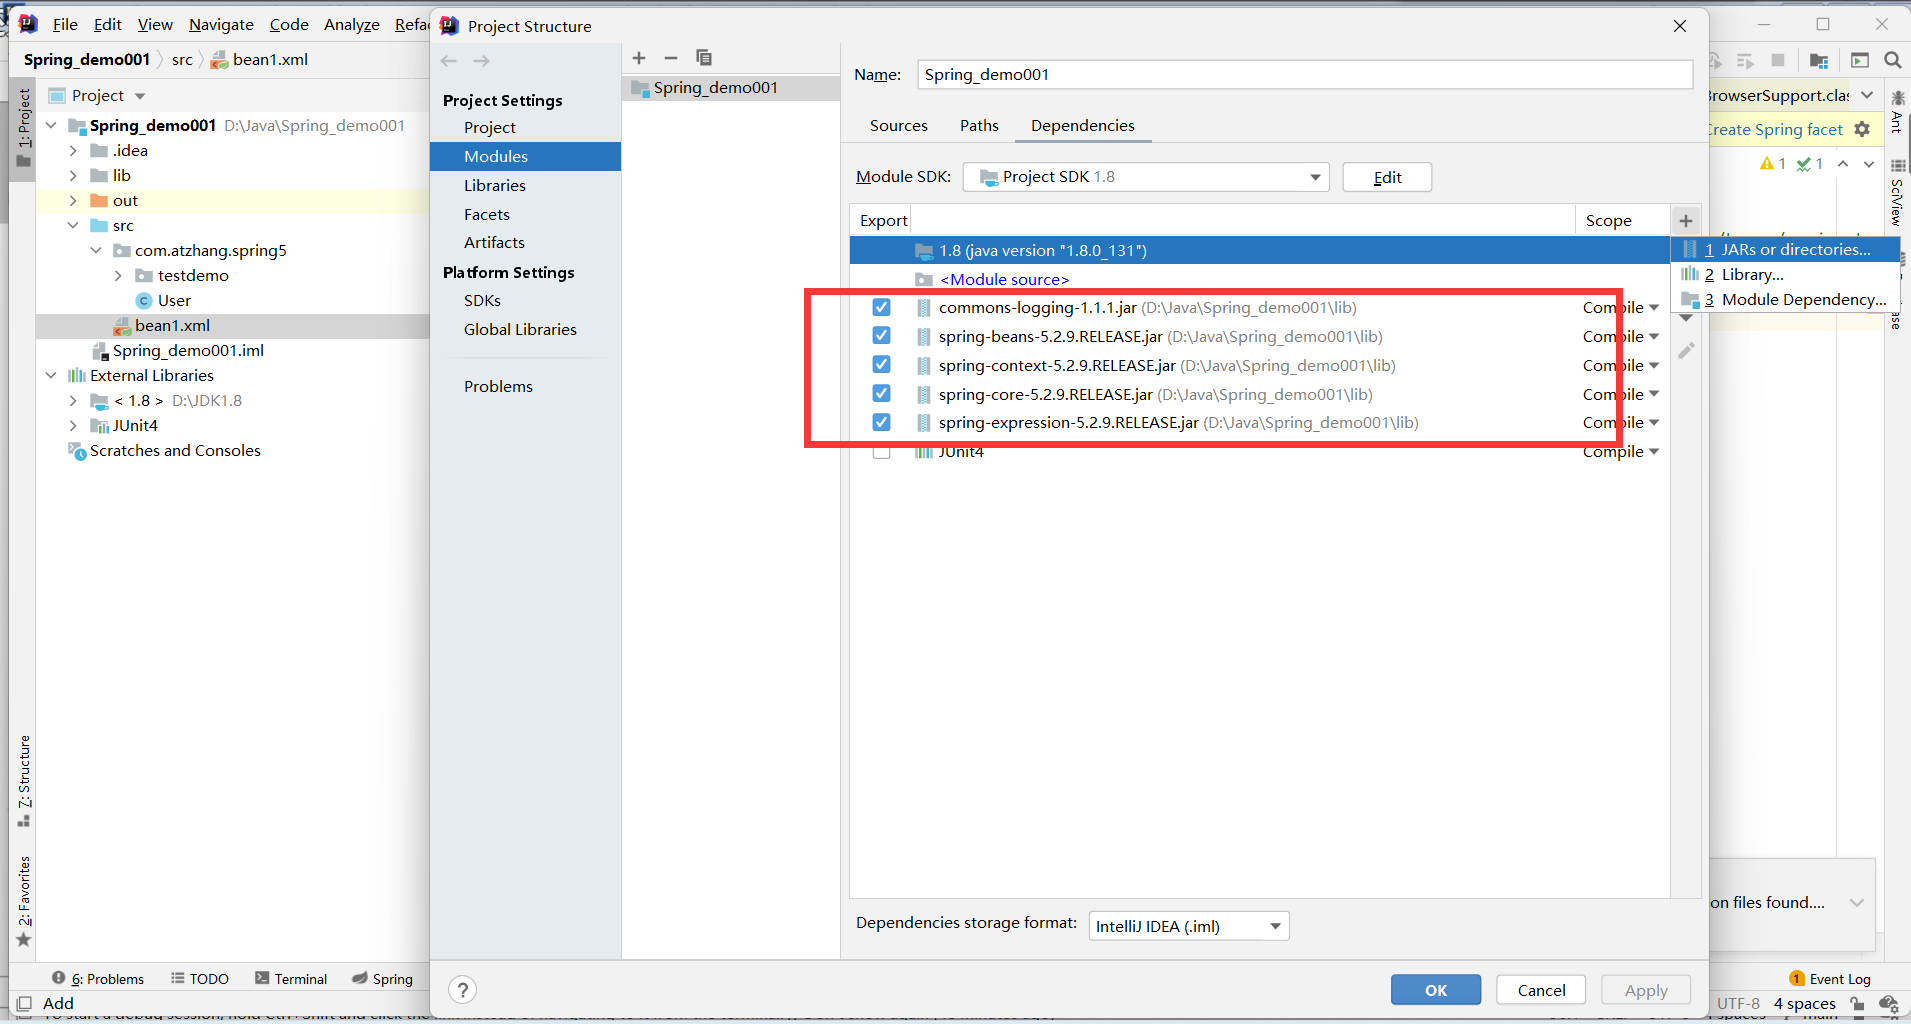 File Edit View Navigate Code Analyze Refac
Project Structure
Spring_demo001 src bean1.xml
Project
Spring_demo001 D:\Java\Spring_demo001
.idea
lib
out
src
com.atzhang.spring5
testdemo
User
bean1.xml
Spring_demo001.iml
External Libraries
< 1.8 > D:\JDK1.8
JUnit4
Scratches and Consoles
1: Project
7: Structure
2: Favorites
Project Settings
Project
Modules
Libraries
Facets
Artifacts
Platform Settings
SDKs
Global Libraries
Problems
Spring_demo001
Name: Spring_demo001
Sources Paths Dependencies
Module SDK: Project SDK 1.8 Edit
Export Scope
1.8 (java version "1.8.0_131")
<Module source>
commons-logging-1.1.1.jar (D:\Java\Spring_demo001\lib) Compile
spring-beans-5.2.9.RELEASE.jar (D:\Java\Spring_demo001\lib) Compile
spring-context-5.2.9.RELEASE.jar (D:\Java\Spring_demo001\lib) Compile
spring-core-5.2.9.RELEASE.jar (D:\Java\Spring_demo001\lib) Compile
spring-expression-5.2.9.RELEASE.jar (D:\Java\Spring_demo001\lib) Compile
JUnit4 Compile
1 JARs or directories...
2 Library...
3 Module Dependency...
Dependencies storage format: IntelliJ IDEA (.iml)
? OK Cancel Apply
BrowserSupport.clas
Create Spring facet
1 1
Ant
SciView
on files found....
6: Problems TODO Terminal Spring
1 Event Log
Add
UTF-8 4 spaces